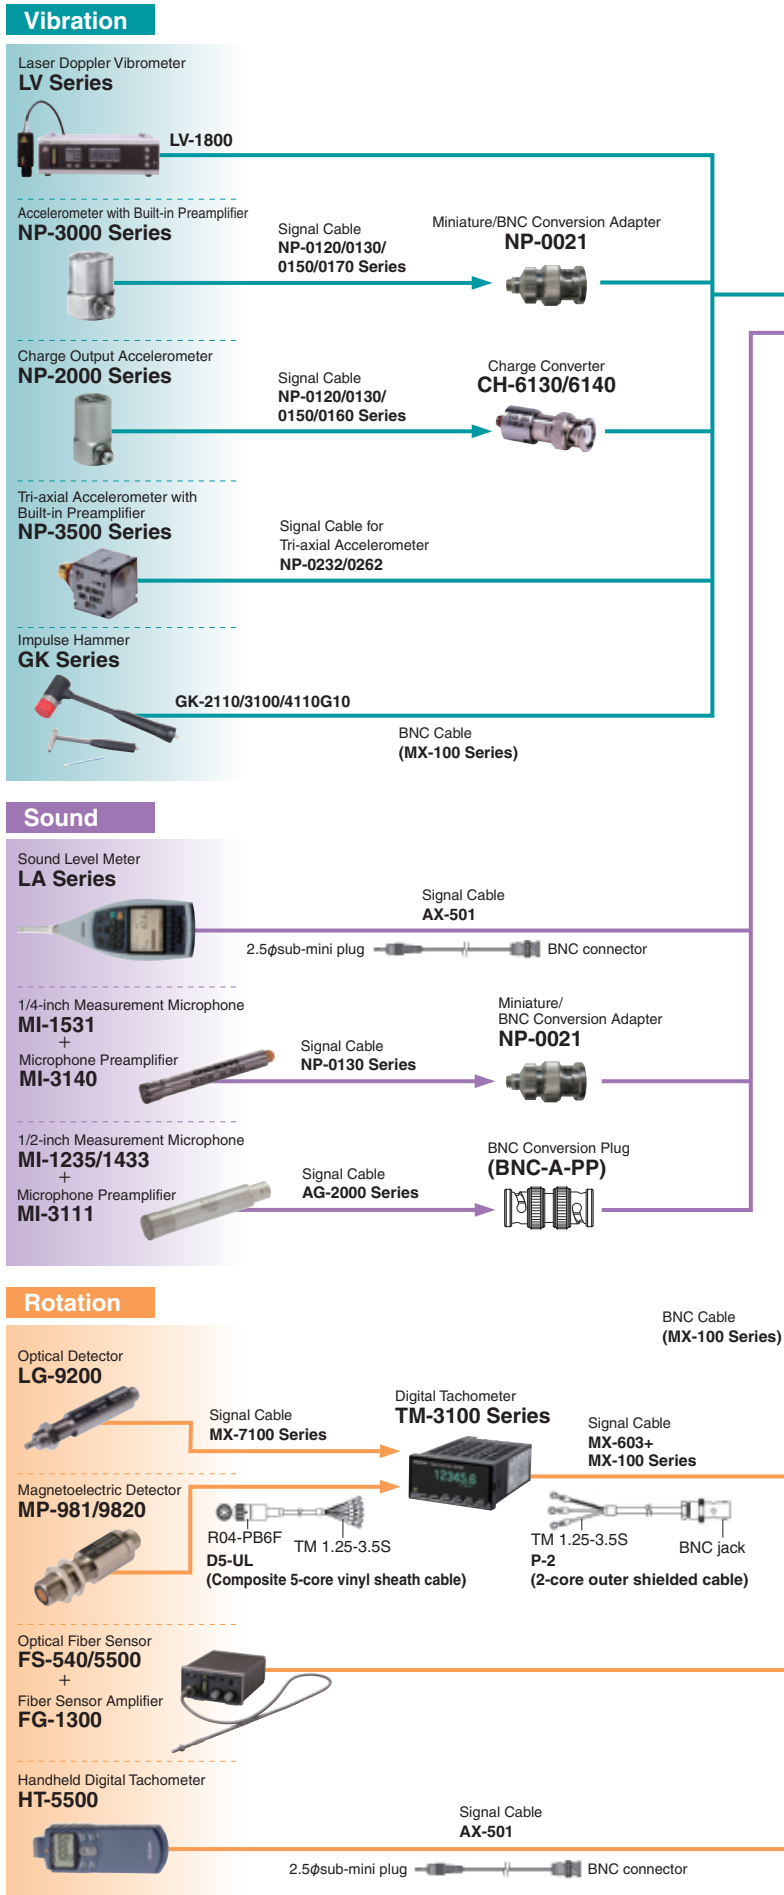 Vibration
Laser Doppler Vibrometer
LV Series
LV-1800
Accelerometer with Built-in Preamplifier
NP-3000 Series
Signal Cable
NP-0120/0130/
0150/0170 Series
Miniature/BNC Conversion Adapter
NP-0021
Charge Output Accelerometer
NP-2000 Series
Signal Cable
NP-0120/0130/
0150/0160 Series
Charge Converter
CH-6130/6140
Tri-axial Accelerometer with
Built-in Preamplifier
NP-3500 Series
Signal Cable for
Tri-axial Accelerometer
NP-0232/0262
Impulse Hammer
GK Series
GK-2110/3100/4110G10
BNC Cable
(MX-100 Series)
Sound
Sound Level Meter
LA Series
Signal Cable
AX-501
2.5ϕsub-mini plug
BNC connector
1/4-inch Measurement Microphone
MI-1531
+
Microphone Preamplifier
MI-3140
Signal Cable
NP-0130 Series
Miniature/
BNC Conversion Adapter
NP-0021
1/2-inch Measurement Microphone
MI-1235/1433
+
Microphone Preamplifier
MI-3111
Signal Cable
AG-2000 Series
BNC Conversion Plug
(BNC-A-PP)
Rotation
BNC Cable
(MX-100 Series)
Optical Detector
LG-9200
Signal Cable
MX-7100 Series
Digital Tachometer
TM-3100 Series
12345.6
Signal Cable
MX-603+
MX-100 Series
Magnetoelectric Detector
MP-981/9820
R04-PB6F
TM 1.25-3.5S
D5-UL
(Composite 5-core vinyl sheath cable)
TM 1.25-3.5S
BNC jack
P-2
(2-core outer shielded cable)
Optical Fiber Sensor
FS-540/5500
+
Fiber Sensor Amplifier
FG-1300
Handheld Digital Tachometer
HT-5500
Signal Cable
AX-501
2.5ϕsub-mini plug
BNC connector